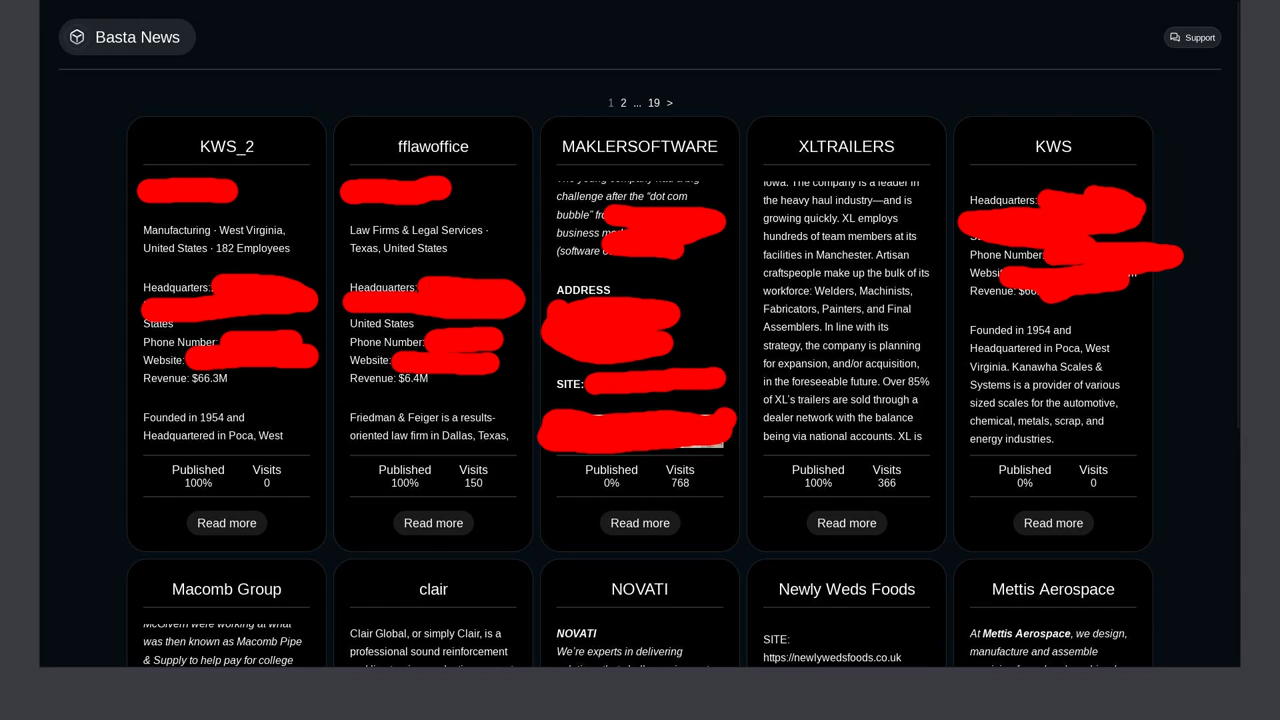 Basta News
Support
1 2 ... 19 >
KWS_2
Manufacturing · West Virginia,
United States · 182 Employees
Headquarters:
States
Phone Number:
Website:
Revenue: $66.3M
Founded in 1954 and
Headquartered in Poca, West
Published Visits
100% 0
Read more
fflawoffice
Law Firms & Legal Services ·
Texas, United States
Headquarters:
United States
Phone Number:
Website:
Revenue: $6.4M
Friedman & Feiger is a results-
oriented law firm in Dallas, Texas,
Published Visits
100% 150
Read more
MAKLERSOFTWARE
The young company had a big
challenge after the "dot com
bubble"
business
(software
ADDRESS
SITE:
Published Visits
0% 768
Read more
XLTRAILERS
Iowa. The company is a leader in
the heavy haul industry—and is
growing quickly. XL employs
hundreds of team members at its
facilities in Manchester. Artisan
craftspeople make up the bulk of its
workforce: Welders, Machinists,
Fabricators, Painters, and Final
Assemblers. In line with its
strategy, the company is planning
for expansion, and/or acquisition,
in the foreseeable future. Over 85%
of XL's trailers are sold through a
dealer network with the balance
being via national accounts. XL is
Published Visits
100% 366
Read more
KWS
Headquarters:
Phone Number:
Revenue:
Founded in 1954 and
Headquartered in Poca, West
Virginia. Kanawha Scales &
Systems is a provider of various
sized scales for the automotive,
chemical, metals, scrap, and
energy industries.
Published Visits
0% 0
Read more
Macomb Group
McGivern were working at what
was then known as Macomb Pipe
& Supply to help pay for college
clair
Clair Global, or simply Clair, is a
professional sound reinforcement
NOVATI
NOVATI
We're experts in delivering
Newly Weds Foods
SITE:
https://newlywedsfoods.co.uk
Mettis Aerospace
At Mettis Aerospace, we design,
manufacture and assemble